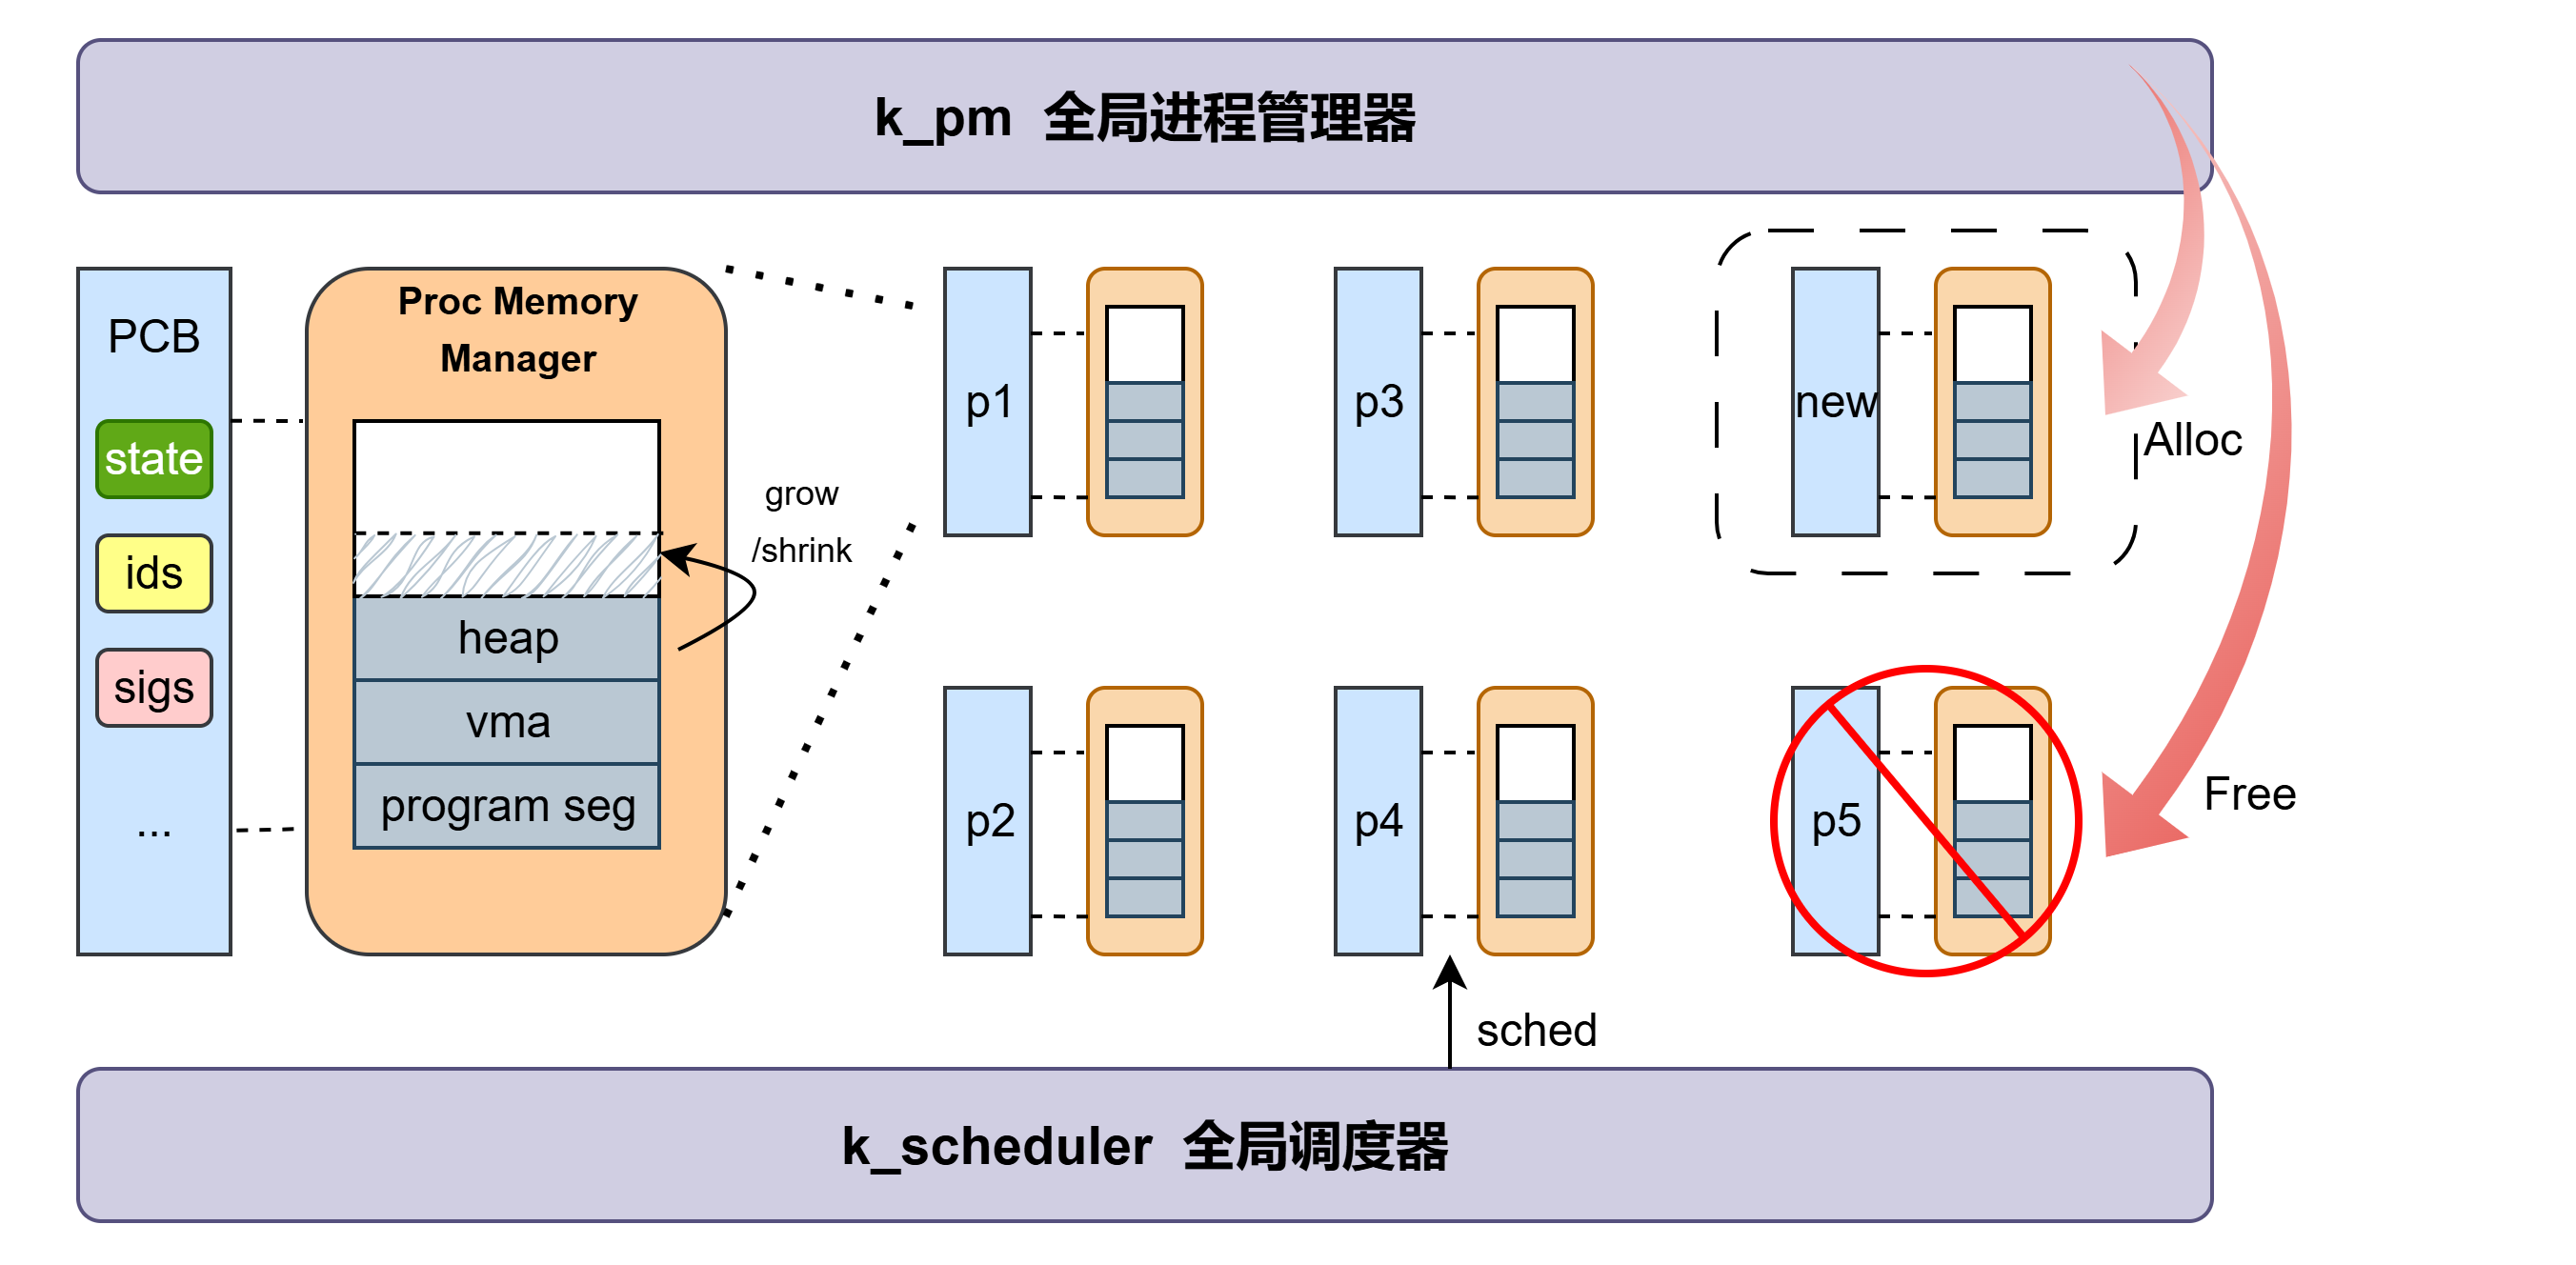 k_pm 全局进程管理器
PCB
state
ids
sigs
...
Proc Memory
Manager
heap
vma
program seg
grow
/shrink
p1
p3
new
Alloc
p2
p4
p5
Free
sched
k_scheduler 全局调度器